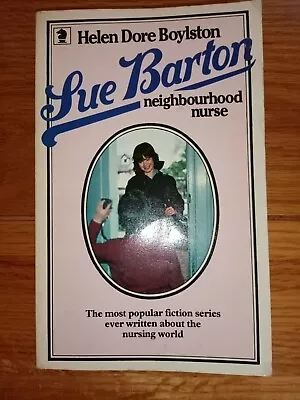 Helen Dore Boylston
Sue Barton
neighbourhood
nurse
The most popular fiction series
ever written about the
nursing world